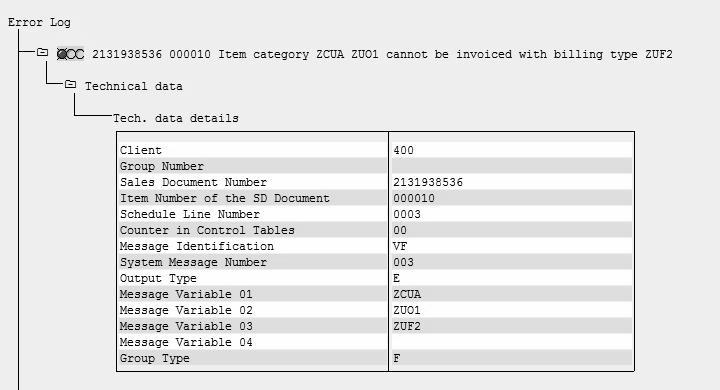 Error Log
2131938536 000010 Item category ZCUA ZUO1 cannot be invoiced with billing type ZUF2
Technical data
Tech. data details
Client 400
Group Number
Sales Document Number 2131938536
Item Number of the SD Document 000010
Schedule Line Number 0003
Counter in Control Tables 00
Message Identification VF
System Message Number 003
Output Type E
Message Variable 01 ZCUA
Message Variable 02 ZUO1
Message Variable 03 ZUF2
Message Variable 04
Group Type F